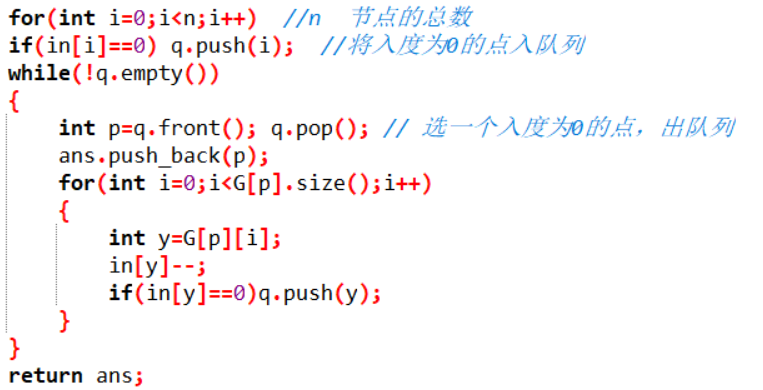 for(int i=0;i<n;i++)  //n  节点的总数
if(in[i]==0) q.push(i);  //将入度为0的点入队列
while(!q.empty())
{
    int p=q.front(); q.pop(); // 选一个入度为0的点，出队列
    ans.push_back(p);
    for(int i=0;i<G[p].size();i++)
    {
        int y=G[p][i];
        in[y]--;
        if(in[y]==0)q.push(y);
    }
}
return ans;